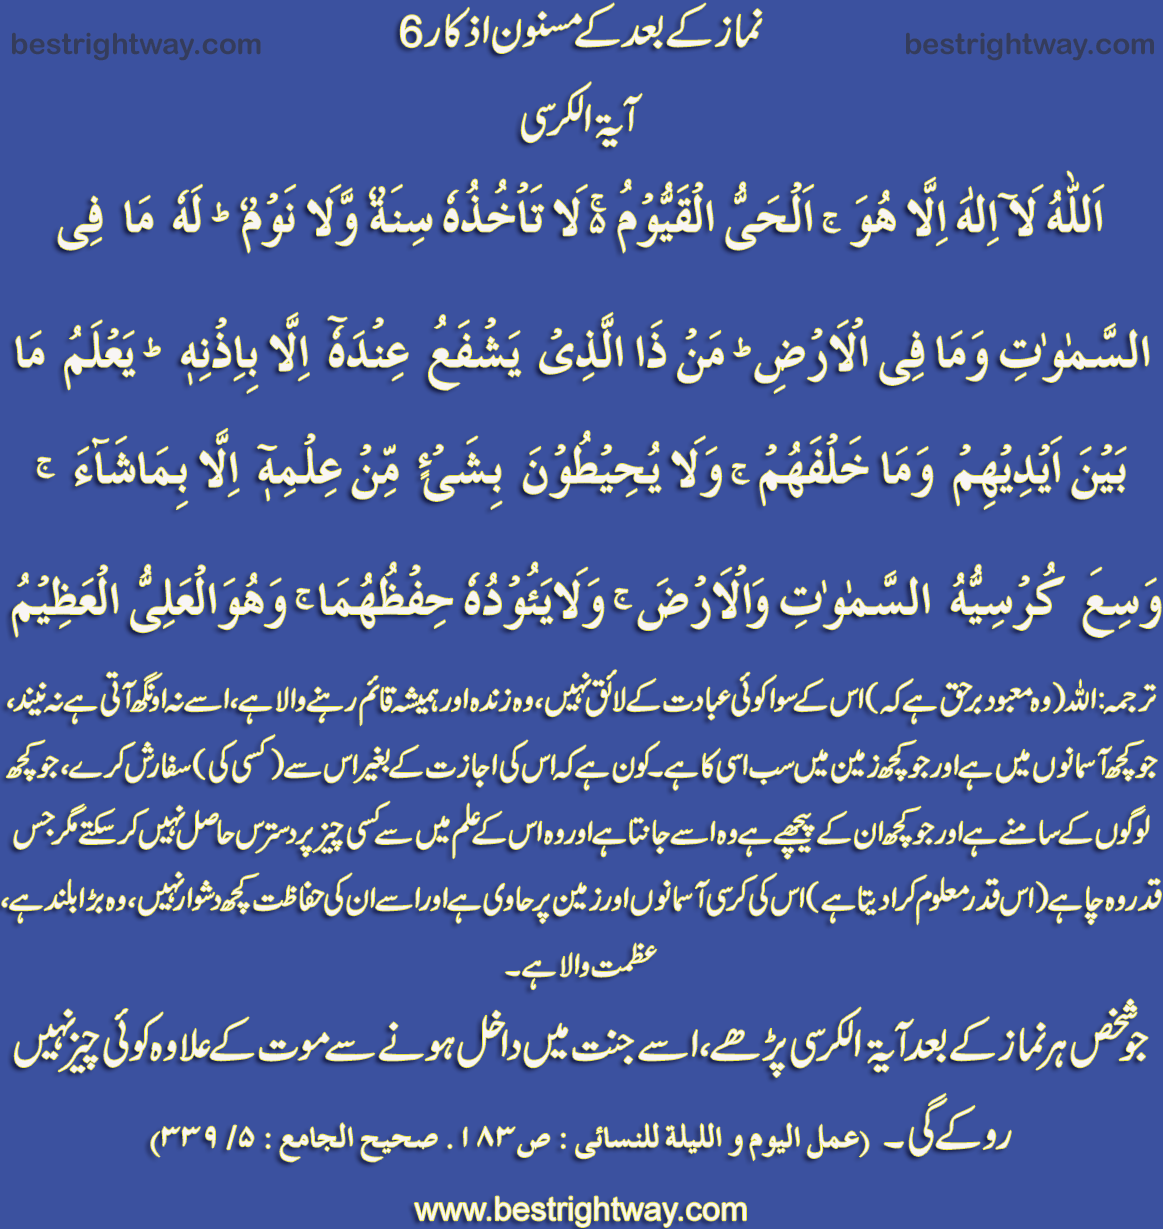 نماز کے بعد کے مسنون اذکار 6
bestrightway.com bestrightway.com
آیۃ الکرسی
اَللّٰهُ لَاۤ اِلٰهَ اِلَّا هُوَ ۚ اَلْحَیُّ الْقَیُّوْمُ ۬ۚ لَا تَاْخُذُهٗ سِنَةٌ وَّلَا نَوْمٌ ؕ لَهٗ مَا فِی
السَّمٰوٰتِ وَمَا فِی الْاَرْضِ ؕ مَنْ ذَا الَّذِیْ یَشْفَعُ عِنْدَهٗۤ اِلَّا بِاِذْنِهٖ ؕ یَعْلَمُ مَا
بَیْنَ اَیْدِیْهِمْ وَمَا خَلْفَهُمْ ۚ وَلَا یُحِیْطُوْنَ بِشَیْءٍ مِّنْ عِلْمِهٖۤ اِلَّا بِمَاشَآءَ ۚ
وَسِعَ كُرْسِیُّهُ السَّمٰوٰتِ وَالْاَرْضَ ۚ وَلَا یَئُوْدُهٗ حِفْظُهُمَا ۚ وَهُوَ الْعَلِیُّ الْعَظِیْمُ
ترجمہ: اللہ (وہ معبود برحق ہے کہ) اس کے سوا کوئی عبادت کے لائق نہیں، وہ زندہ اور ہمیشہ قائم رہنے والا ہے، اسے نہ اونگھ آتی ہے نہ نیند،
جو کچھ آسمانوں میں ہے اور جو کچھ زمین میں سب اسی کا ہے۔ کون ہے کہ اس کی اجازت کے بغیر اس سے (کسی کی) سفارش کرے، جو کچھ
لوگوں کے سامنے ہے اور جو کچھ ان کے پیچھے ہے وہ اسے جانتا ہے اور وہ اس کے علم میں سے کسی چیز پر دسترس حاصل نہیں کر سکتے مگر جس
قدر وہ چاہے (اس قدر معلوم کرا دیتا ہے) اس کی کرسی آسمانوں اور زمین پر حاوی ہے اور اسے ان کی حفاظت کچھ دشوار نہیں، وہ بڑا بلند ہے،
عظمت والا ہے۔
جو شخص ہر نماز کے بعد آیۃ الکرسی پڑھے، اسے جنت میں داخل ہونے سے موت کے علاوہ کوئی چیز نہیں
روکے گی۔ (عمل الیوم و اللیلۃ للنسائی : ص ۱۸۳. صحیح الجامع : ۵/ ۳۳۹)
www.bestrightway.com